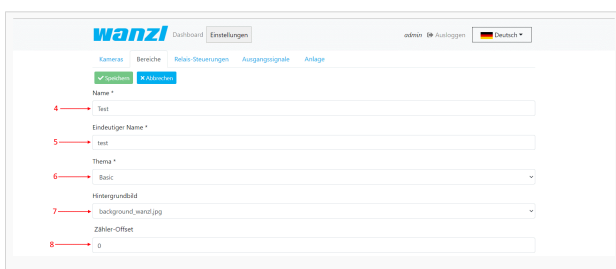 wanzl Dashboard Einstellungen admin Ausloggen Deutsch
Kameras Bereiche Relais-Steuerungen Ausgangssignale Anlage
Speichern Abbrechen
Name *
4 Test
Eindeutiger Name *
5 test
Thema *
6 Basic
Hintergrundbild
7 background_wanzl.jpg
Zähler-Offset
8 0